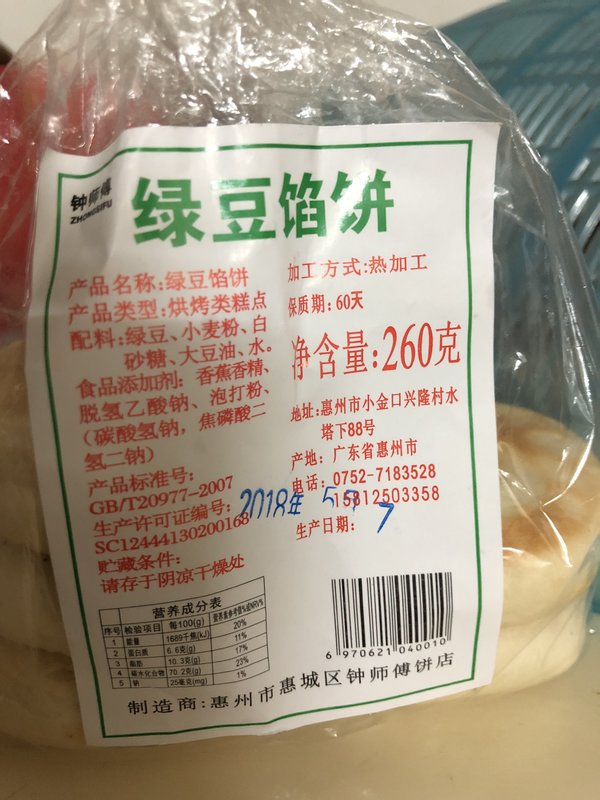 钟师傅
ZHONGSIFU
绿豆馅饼
产品名称:绿豆馅饼
产品类型:烘烤类糕点
配料:绿豆、小麦粉、白
砂糖、大豆油、水。
食品添加剂: 香蕉香精、
脱氢乙酸钠、泡打粉、
(碳酸氢钠, 焦磷酸二
氢二钠)
产品标准号:
GB/T20977-2007
生产许可证编号:
SC12444130200168
贮藏条件:
请存于阴凉干燥处
加工方式:热加工
保质期: 60天
净含量:260克
地址:惠州市小金口兴隆村水
塔下88号
产地: 广东省惠州市
电话: 0752-7183528
15812503358
生产日期:
2018年 5月 7
营养成分表
序号 检验项目 每100(g) 营养素参考值%或NRV%
1 能量 1689千焦(kJ) 20%
2 蛋白质 6.6克(g) 11%
3 脂肪 10.3克(g) 17%
4 碳水化合物 70.2克(g) 23%
5 钠 25毫克(mg) 1%
6 970621 040010
制造商:惠州市惠城区钟师傅饼店